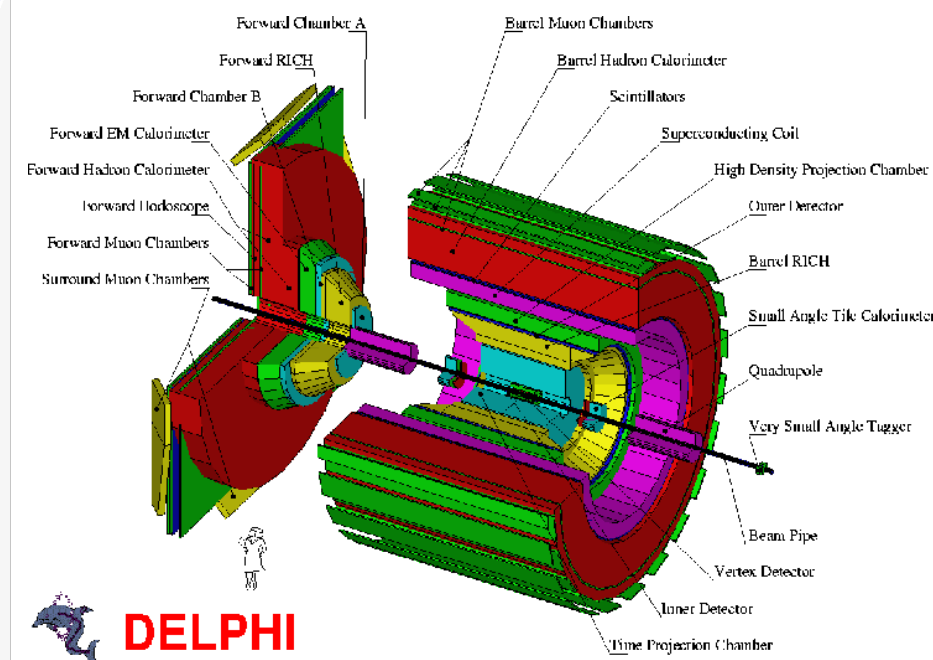 Forward Chamber A
Forward RICH
Forward Chamber B
Forward EM Calorimeter
Forward Hadron Calorimeter
Forward Hodoscope
Forward Muon Chambers
Surround Muon Chambers
Barrel Muon Chambers
Barrel Hadron Calorimeter
Scintillators
Superconducting Coil
High Density Projection Chamber
Outer Detector
Barrel RICH
Small Angle Tile Calorimeter
Quadrupole
Very Small Angle Tagger
Beam Pipe
Vertex Detector
Inner Detector
Time Projection Chamber
DELPHI